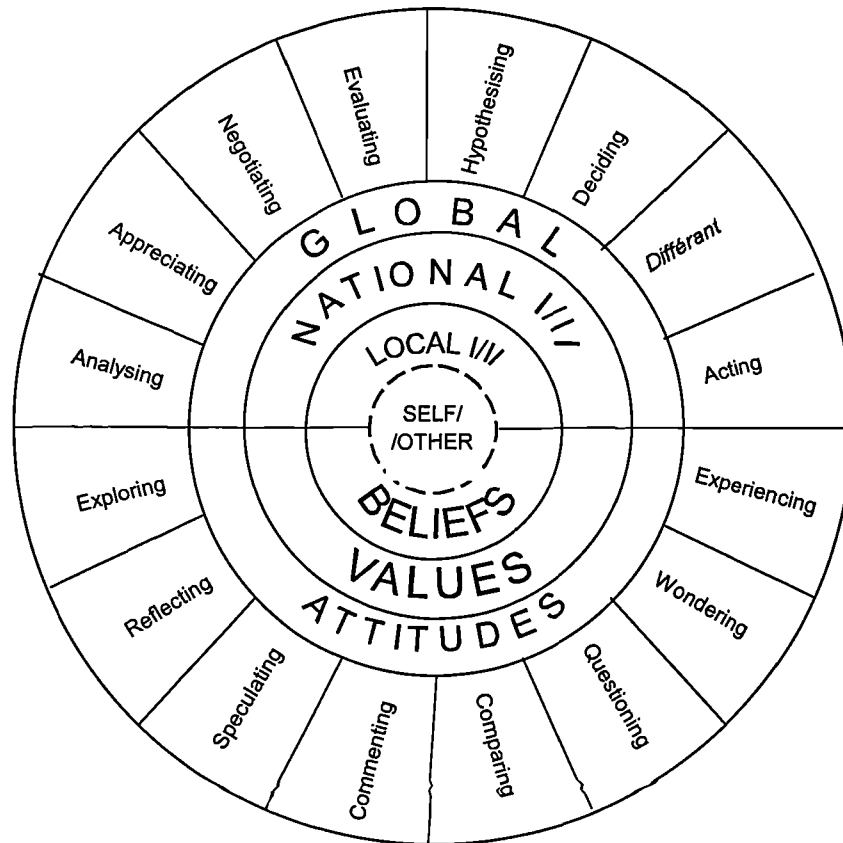 Evaluating
Hypothesising
Negotiating
Deciding
Appreciating
Différant
Analysing
Acting
GLOBAL
NATIONAL I/I/
LOCAL I/I/
SELF/
/OTHER
BELIEFS
VALUES
ATTITUDES
Exploring
Experiencing
Reflecting
Wondering
Speculating
Questioning
Commenting
Comparing